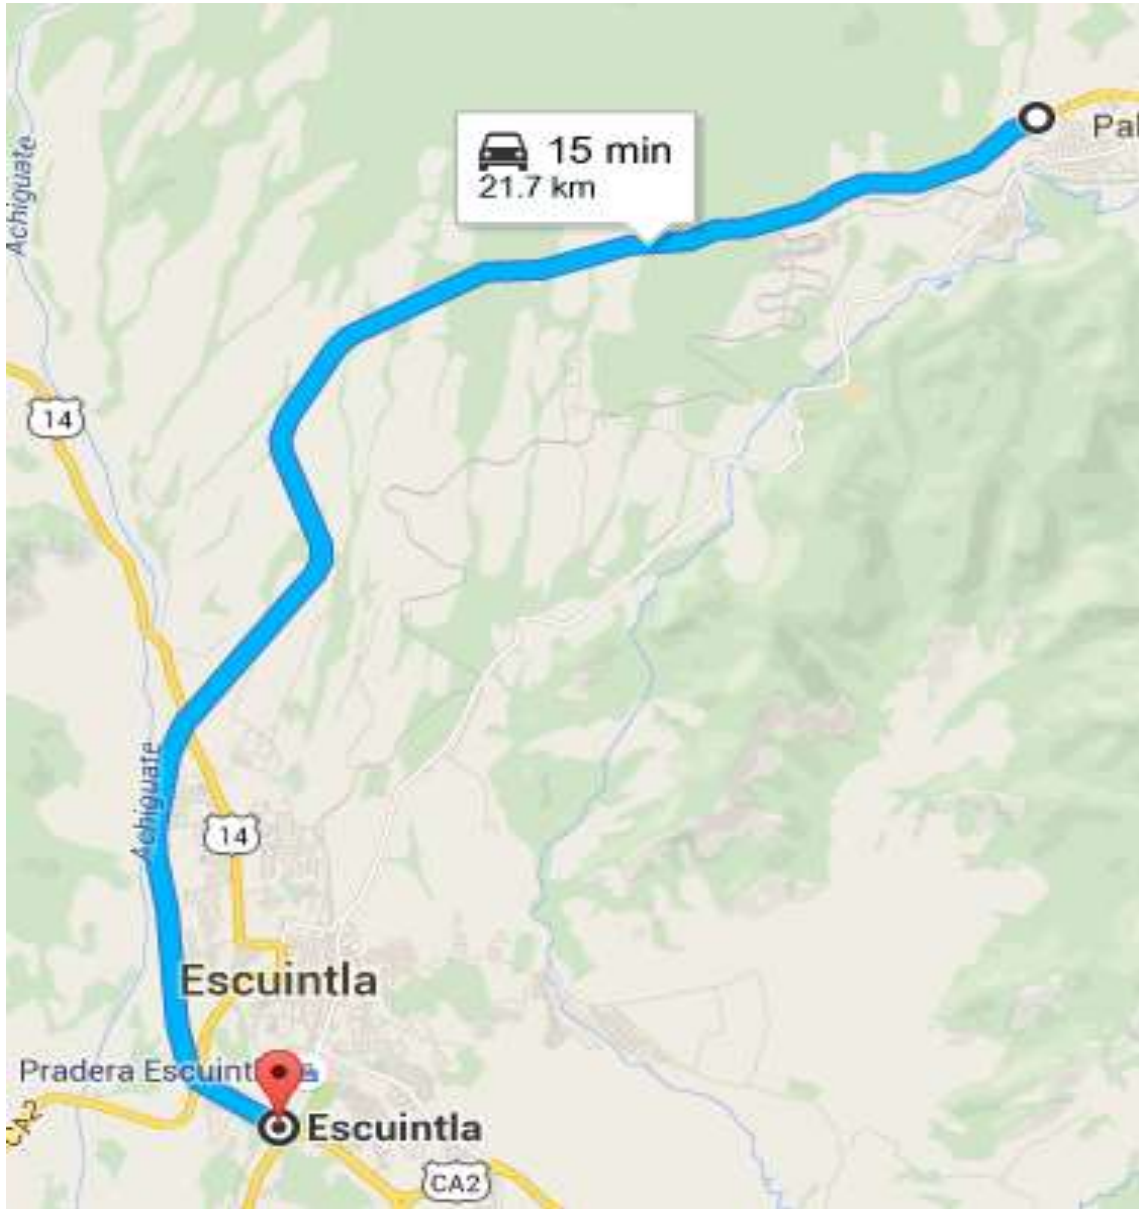 Achiguate
15 min
21.7 km
Pal
14
Achiguate
14
Escuintla
Pradera Escuint
CA2
Escuintla
CA2